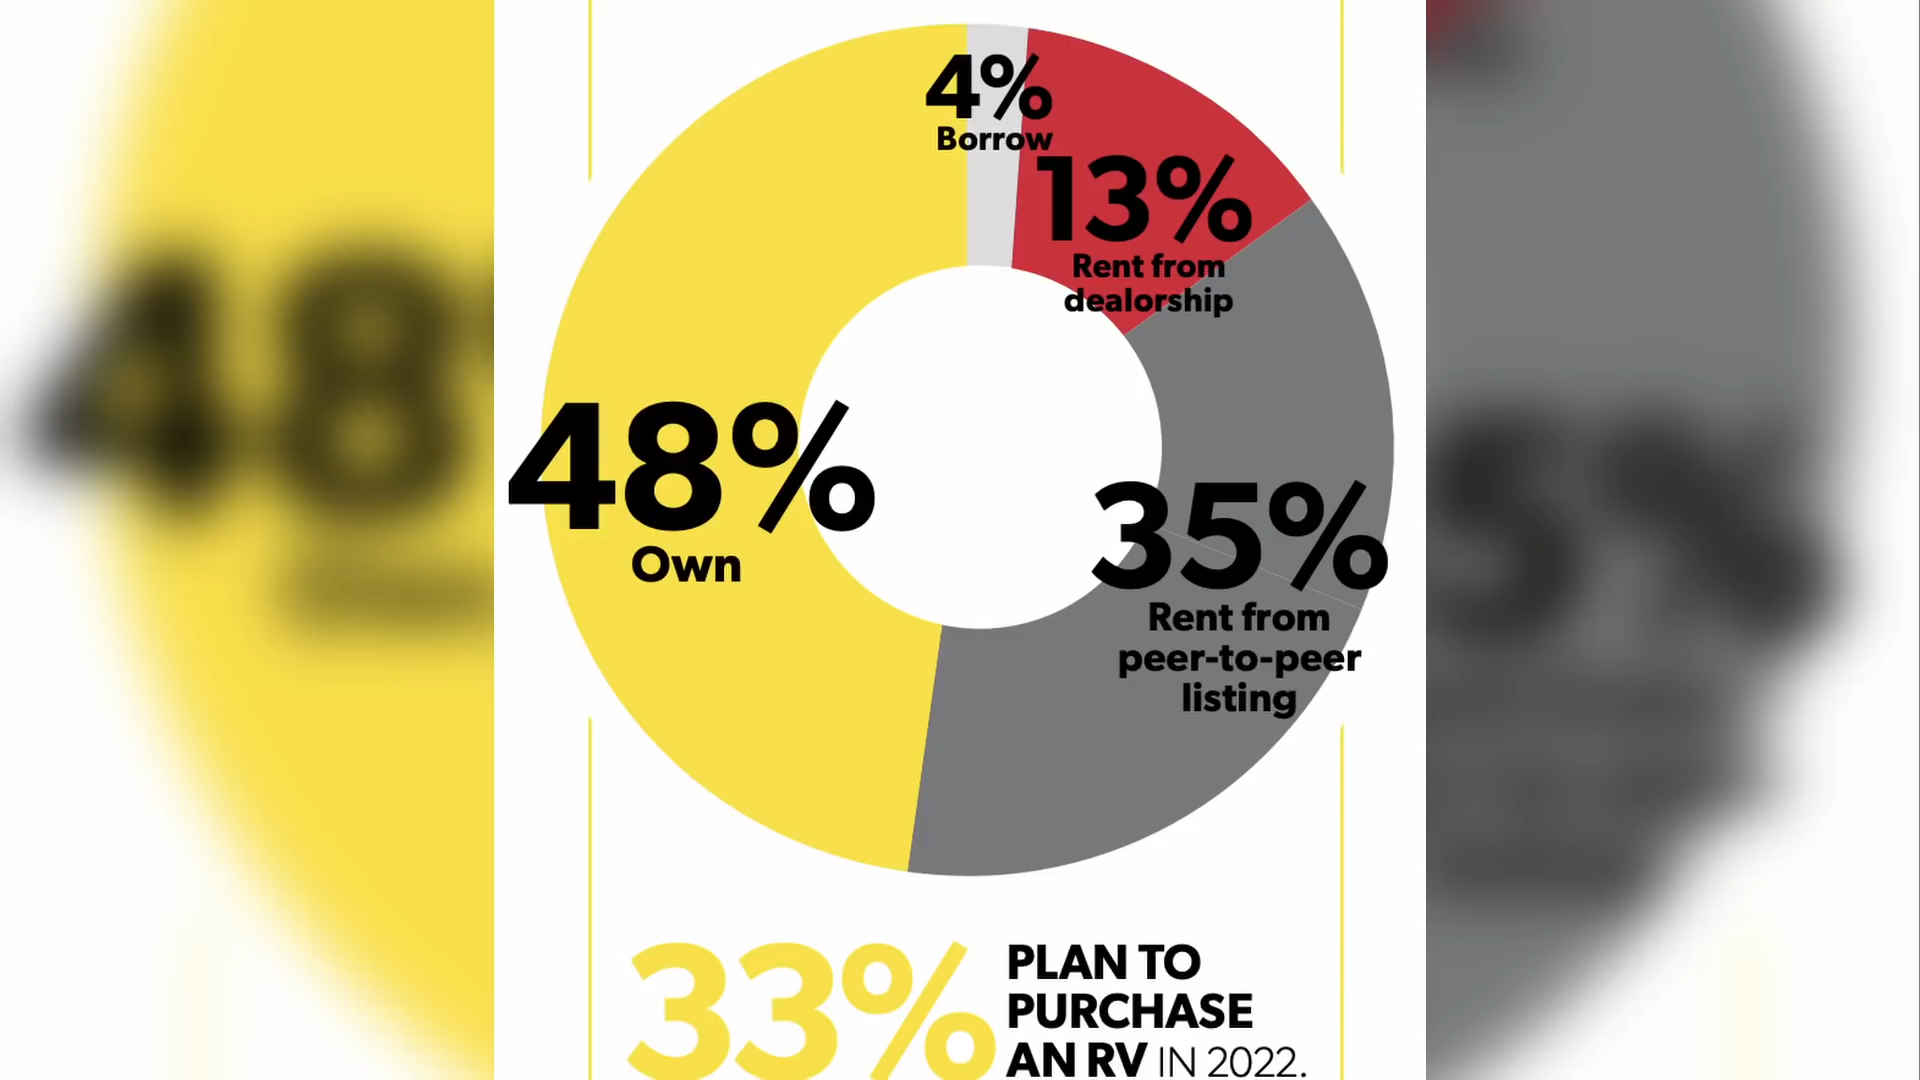 4%
Borrow
13%
Rent from
dealorship
48%
Own
35%
Rent from
peer-to-peer
listing
33%
PLAN TO
PURCHASE
AN RV IN 2022.